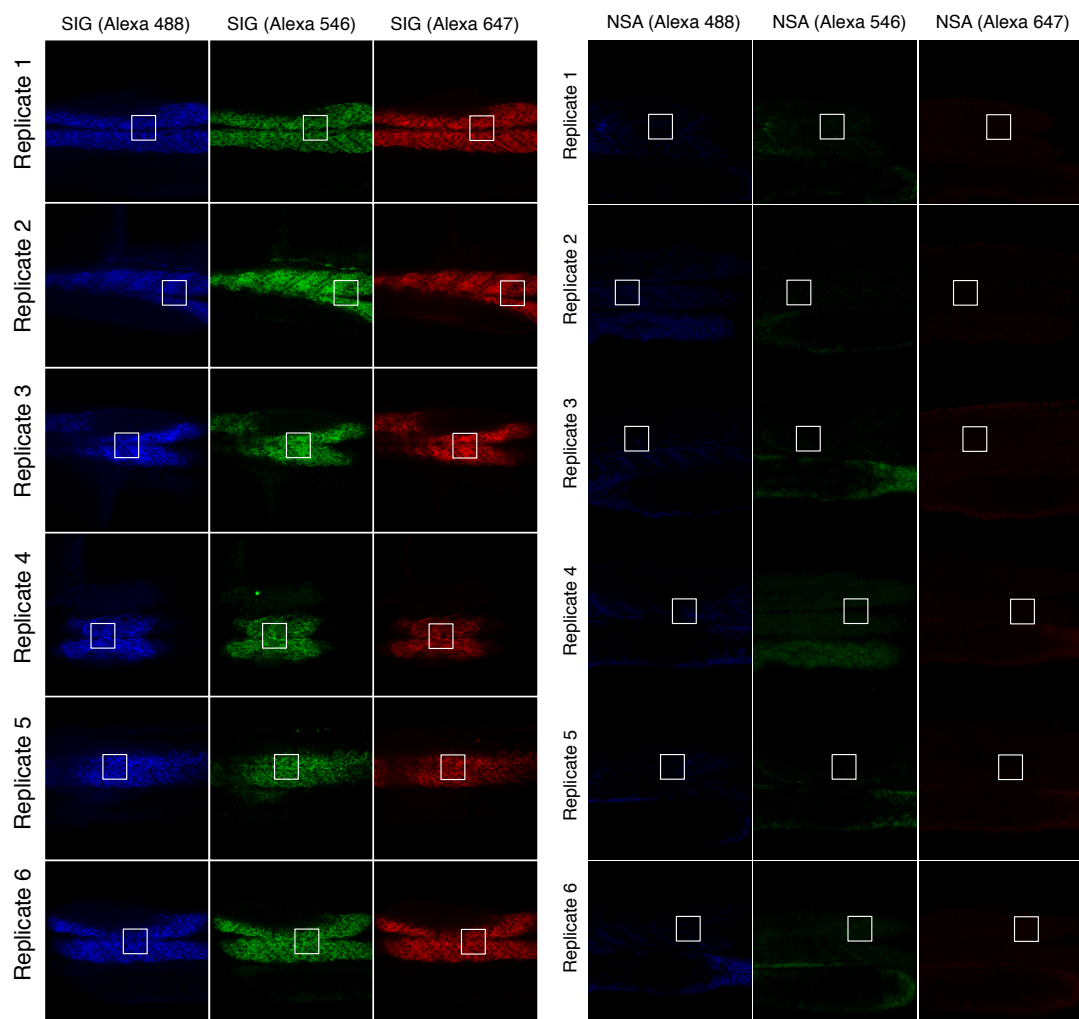 SIG (Alexa 488) SIG (Alexa 546) SIG (Alexa 647) NSA (Alexa 488) NSA (Alexa 546) NSA (Alexa 647)
Replicate 1 Replicate 1
Replicate 2 Replicate 2
Replicate 3 Replicate 3
Replicate 4 Replicate 4
Replicate 5 Replicate 5
Replicate 6 Replicate 6